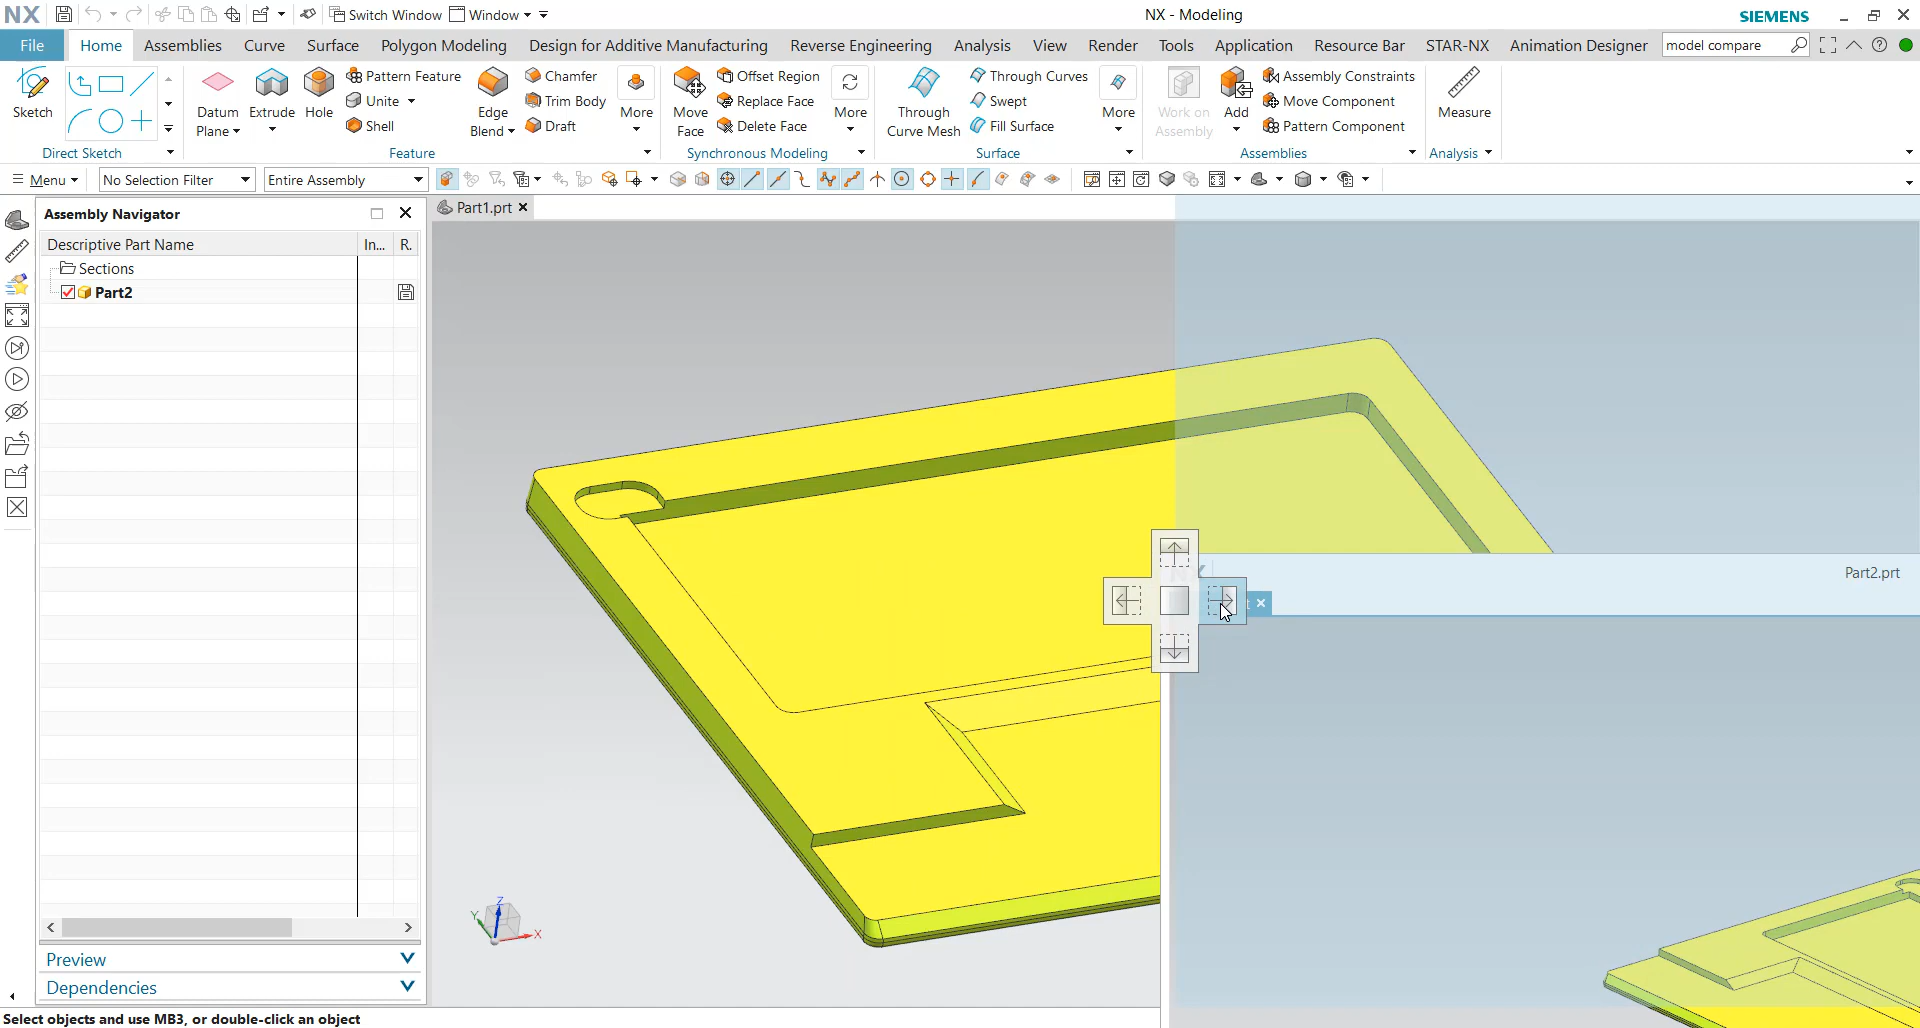 NX Switch Window Window NX - Modeling SIEMENS
File Home Assemblies Curve Surface Polygon Modeling Design for Additive Manufacturing Reverse Engineering Analysis View Render Tools Application Resource Bar STAR-NX Animation Designer model compare
Pattern Feature Chamfer Offset Region Through Curves Assembly Constraints
Unite Trim Body Replace Face Swept Move Component
Shell Draft Delete Face Fill Surface Pattern Component
Sketch Datum Plane Extrude Hole Edge Blend More Move Face More Through Curve Mesh More Work on Assembly Add Measure
Direct Sketch Feature Synchronous Modeling Surface Assemblies Analysis
Menu No Selection Filter Entire Assembly
Assembly Navigator Part1.prt
Descriptive Part Name In... R.
Sections
Part2
Part2.prt
Z
Y
X
Preview
Dependencies
Select objects and use MB3, or double-click an object